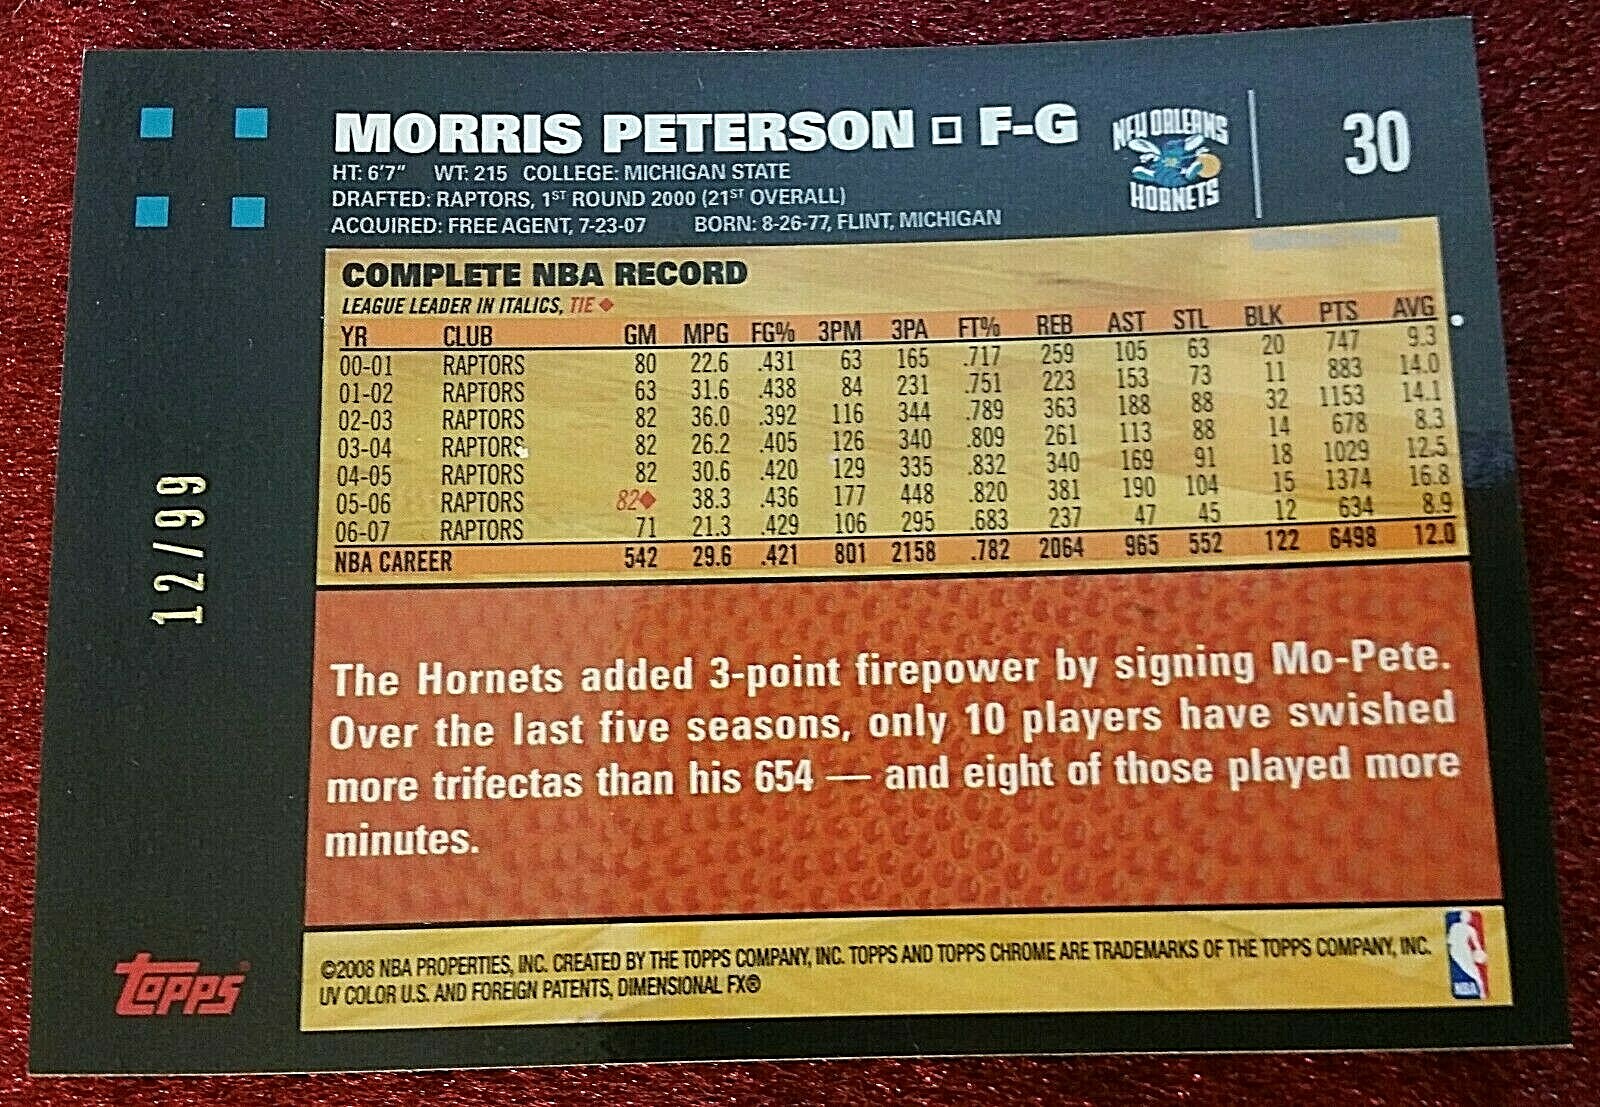 MORRIS PETERSON □ F-G
NEW ORLEANS
HORNETS
30
HT: 6'7" WT: 215 COLLEGE: MICHIGAN STATE
DRAFTED: RAPTORS, 1ST ROUND 2000 (21ST OVERALL)
ACQUIRED: FREE AGENT, 7-23-07 BORN: 8-26-77, FLINT, MICHIGAN
COMPLETE NBA RECORD
LEAGUE LEADER IN ITALICS, TIE ◆
YR CLUB GM MPG FG% 3PM 3PA FT% REB AST STL BLK PTS AVG
00-01 RAPTORS 80 22.6 .431 63 165 .717 259 105 63 20 747 9.3
01-02 RAPTORS 63 31.6 .438 84 231 .751 223 153 73 11 883 14.0
02-03 RAPTORS 82 36.0 .392 116 344 .789 363 188 88 32 1153 14.1
03-04 RAPTORS 82 26.2 .405 126 340 .809 261 113 88 14 678 8.3
04-05 RAPTORS 82 30.6 .420 129 335 .832 340 169 91 18 1029 12.5
05-06 RAPTORS 82◆ 38.3 .436 177 448 .820 381 190 104 15 1374 16.8
06-07 RAPTORS 71 21.3 .429 106 295 .683 237 47 45 12 634 8.9
NBA CAREER 542 29.6 .421 801 2158 .782 2064 965 552 122 6498 12.0
12/99
The Hornets added 3-point firepower by signing Mo-Pete.
Over the last five seasons, only 10 players have swished
more trifectas than his 654 — and eight of those played more
minutes.
topps®
©2008 NBA PROPERTIES, INC. CREATED BY THE TOPPS COMPANY, INC. TOPPS AND TOPPS CHROME ARE TRADEMARKS OF THE TOPPS COMPANY, INC.
UV COLOR U.S. AND FOREIGN PATENTS, DIMENSIONAL FX®
NBA